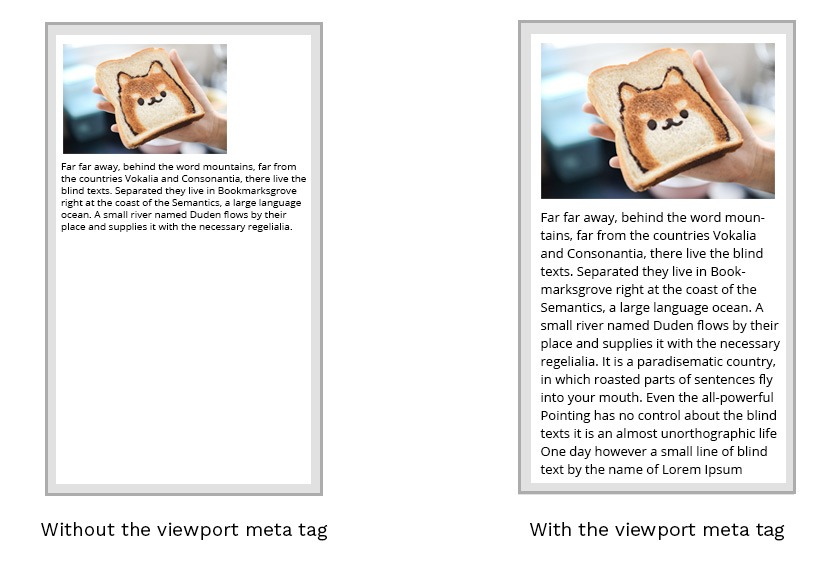 Far far away, behind the word mountains, far from
the countries Vokalia and Consonantia, there live the
blind texts. Separated they live in Bookmarksgrove
right at the coast of the Semantics, a large language
ocean. A small river named Duden flows by their
place and supplies it with the necessary regelialia.
Without the viewport meta tag
Far far away, behind the word moun-
tains, far from the countries Vokalia
and Consonantia, there live the blind
texts. Separated they live in Book-
marksgrove right at the coast of the
Semantics, a large language ocean. A
small river named Duden flows by their
place and supplies it with the necessary
regelialia. It is a paradisematic country,
in which roasted parts of sentences fly
into your mouth. Even the all-powerful
Pointing has no control about the blind
texts it is an almost unorthographic life
One day however a small line of blind
text by the name of Lorem Ipsum
With the viewport meta tag